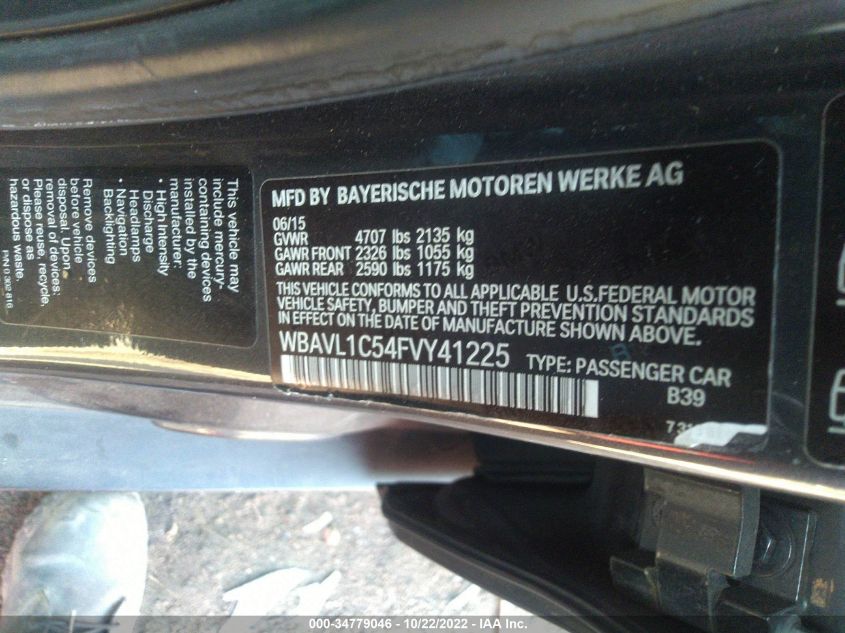 This vehicle may
include mercury-
containing devices
installed by the
manufacturer:
• High Intensity
Discharge
Headlamps
• Navigation
Backlighting
Remove devices
before vehicle
disposal. Upon
removal of devices:
Please reuse, recycle,
or dispose as
hazardous waste.
P/N 0 302 816
MFD BY BAYERISCHE MOTOREN WERKE AG
06/15
GVWR 4707 lbs 2135 kg
GAWR FRONT 2326 lbs 1055 kg
GAWR REAR 2590 lbs 1175 kg
THIS VEHICLE CONFORMS TO ALL APPLICABLE U.S.FEDERAL MOTOR
VEHICLE SAFETY, BUMPER AND THEFT PREVENTION STANDARDS
IN EFFECT ON THE DATE OF MANUFACTURE SHOWN ABOVE.
WBAVL1C54FVY41225 TYPE: PASSENGER CAR
B39
000-34779046 - 10/22/2022 - IAA Inc.